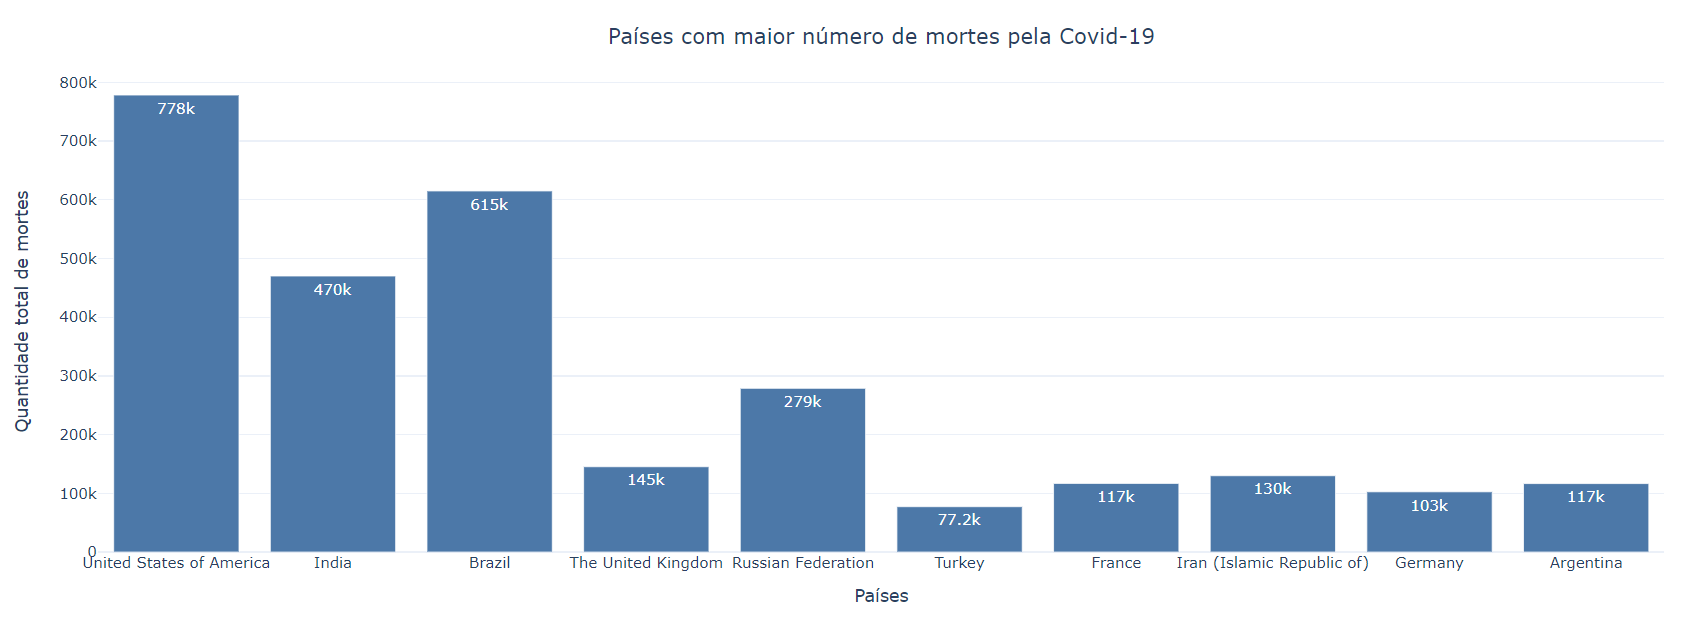 Países com maior número de mortes pela Covid-19
Quantidade total de mortes
800k
700k
600k
500k
400k
300k
200k
100k
0
778k
470k
615k
145k
279k
77.2k
117k
130k
103k
117k
United States of America
India
Brazil
The United Kingdom
Russian Federation
Turkey
France
Iran (Islamic Republic of)
Germany
Argentina
Países